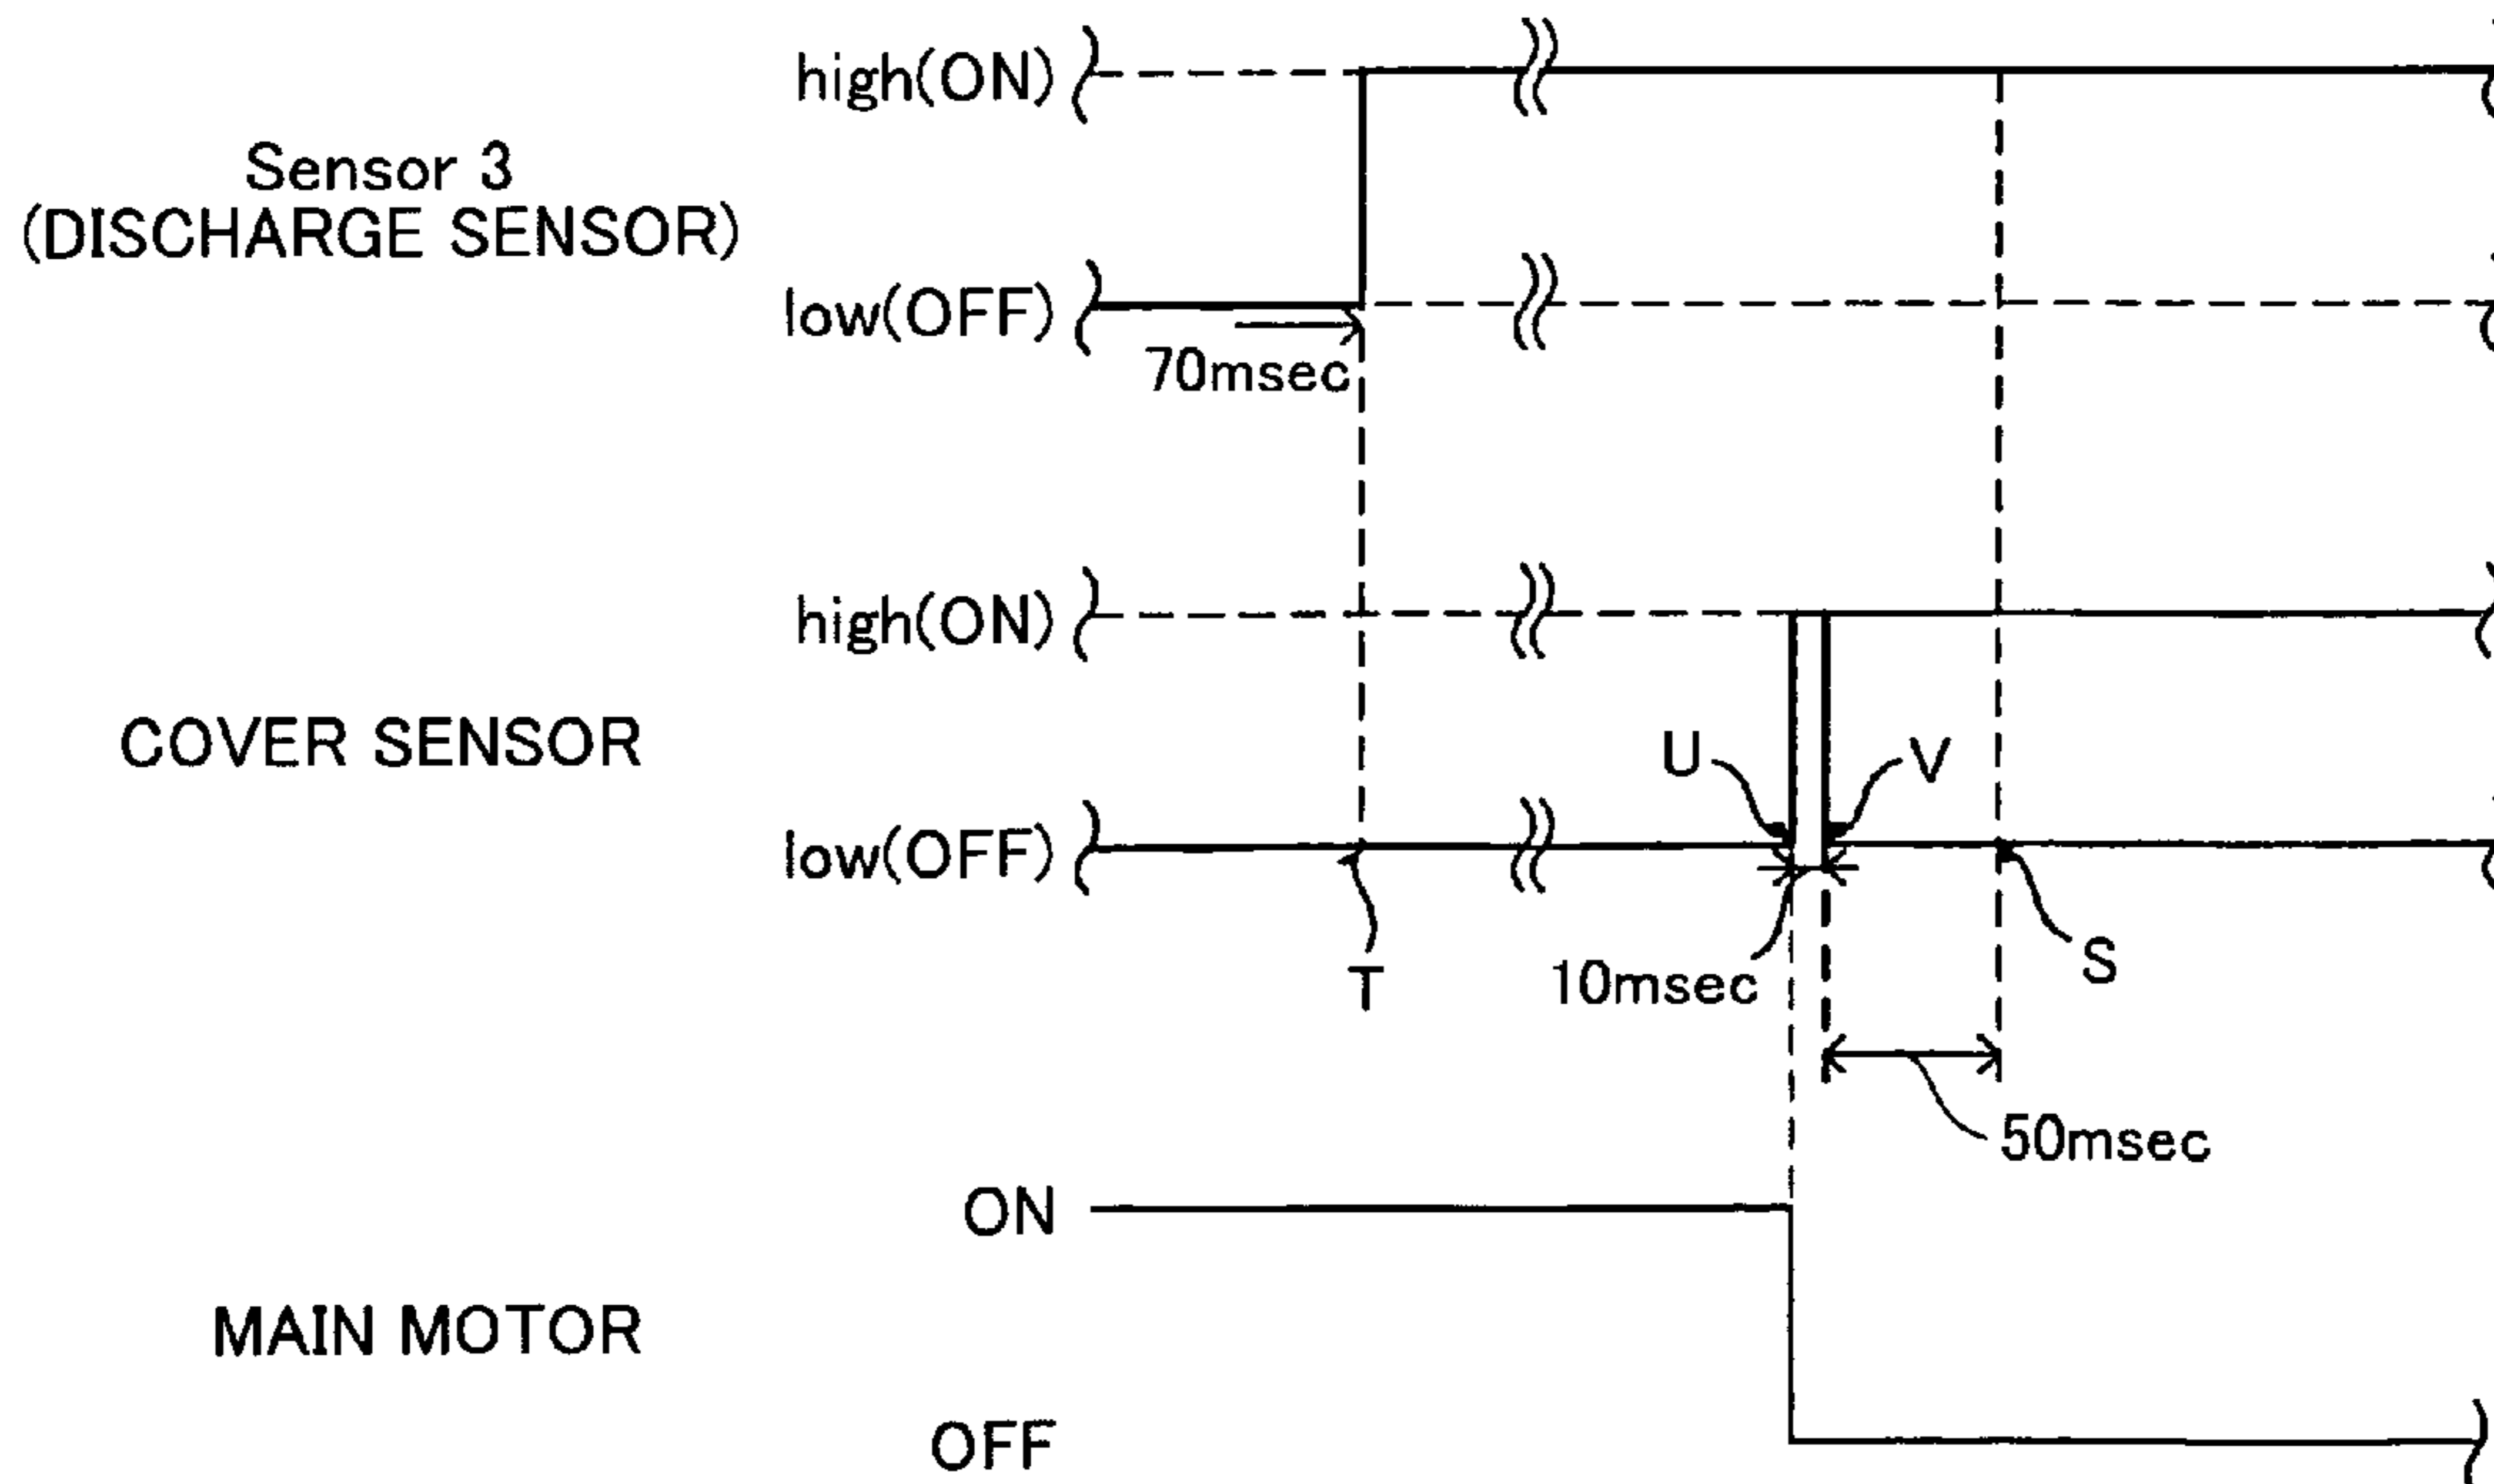 high(ON)
Sensor 3
(DISCHARGE SENSOR)
low(OFF)
70msec
high(ON)
COVER SENSOR
U
V
low(OFF)
T
10msec
S
50msec
ON
MAIN MOTOR
OFF